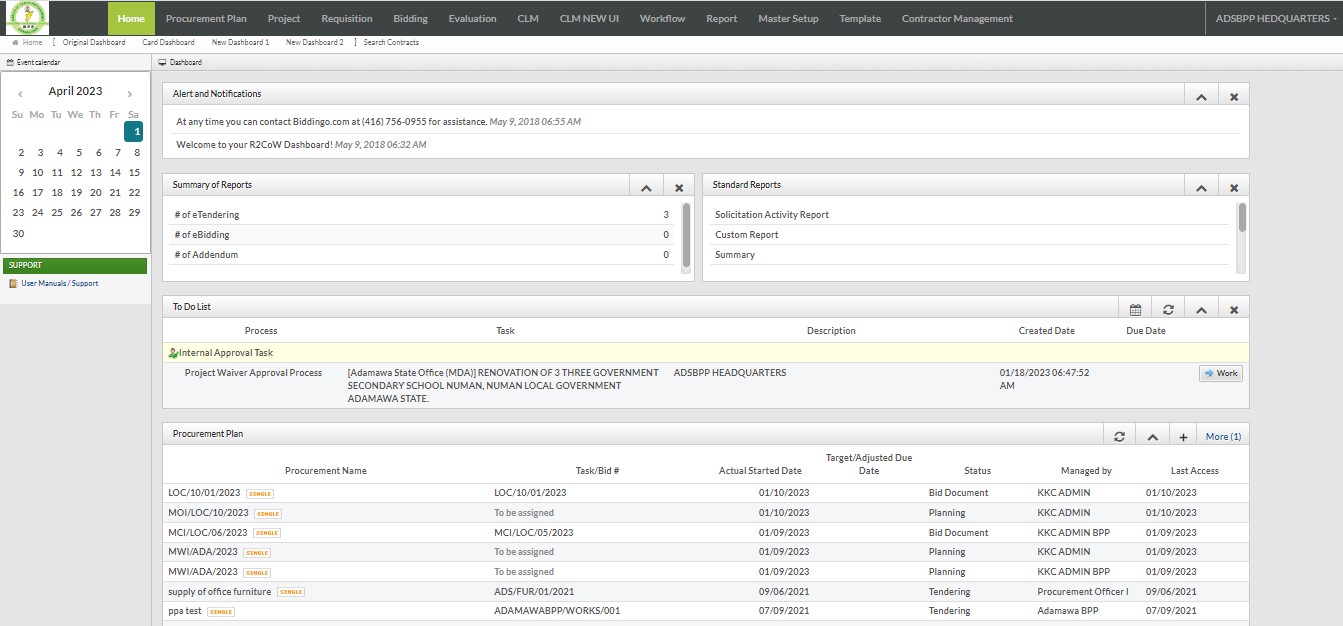 Home Procurement Plan Project Requisition Bidding Evaluation CLM CLM NEW UI Workflow Report Master Setup Template Contractor Management ADSBPP HEDQUARTERS
Home [ Original Dashboard Card Dashboard New Dashboard 1 New Dashboard 2 ] Search Contracts
Event calendar
Dashboard
April 2023
Su Mo Tu We Th Fr Sa
1
2 3 4 5 6 7 8
9 10 11 12 13 14 15
16 17 18 19 20 21 22
23 24 25 26 27 28 29
30
SUPPORT
User Manuals / Support
Alert and Notifications
At any time you can contact Biddingo.com at (416) 756-0955 for assistance. May 9, 2018 06:55 AM
Welcome to your R2CoW Dashboard! May 9, 2018 06:32 AM
Summary of Reports
# of eTendering 3
# of eBidding 0
# of Addendum 0
Standard Reports
Solicitation Activity Report
Custom Report
Summary
To Do List
Process Task Description Created Date Due Date
Internal Approval Task
Project Waiver Approval Process [Adamawa State Office (MDA)] RENOVATION OF 3 THREE GOVERNMENT ADSBPP HEADQUARTERS 01/18/2023 06:47:52 Work
SECONDARY SCHOOL NUMAN, NUMAN LOCAL GOVERNMENT AM
ADAMAWA STATE.
Procurement Plan More (1)
Target/Adjusted Due
Procurement Name Task/Bid # Actual Started Date Date Status Managed by Last Access
LOC/10/01/2023 SINGLE LOC/10/01/2023 01/10/2023 Bid Document KKC ADMIN 01/10/2023
MOI/LOC/10/2023 SINGLE To be assigned 01/10/2023 Planning KKC ADMIN 01/10/2023
MCI/LOC/06/2023 SINGLE MCI/LOC/05/2023 01/09/2023 Bid Document KKC ADMIN BPP 01/09/2023
MWI/ADA/2023 SINGLE To be assigned 01/09/2023 Planning KKC ADMIN 01/09/2023
MWI/ADA/2023 SINGLE To be assigned 01/09/2023 Planning KKC ADMIN BPP 01/09/2023
supply of office furniture SINGLE ADS/FUR/01/2021 09/06/2021 Tendering Procurement Officer I 09/06/2021
ppa test SINGLE ADAMAWABPP/WORKS/001 07/09/2021 Tendering Adamawa BPP 07/09/2021